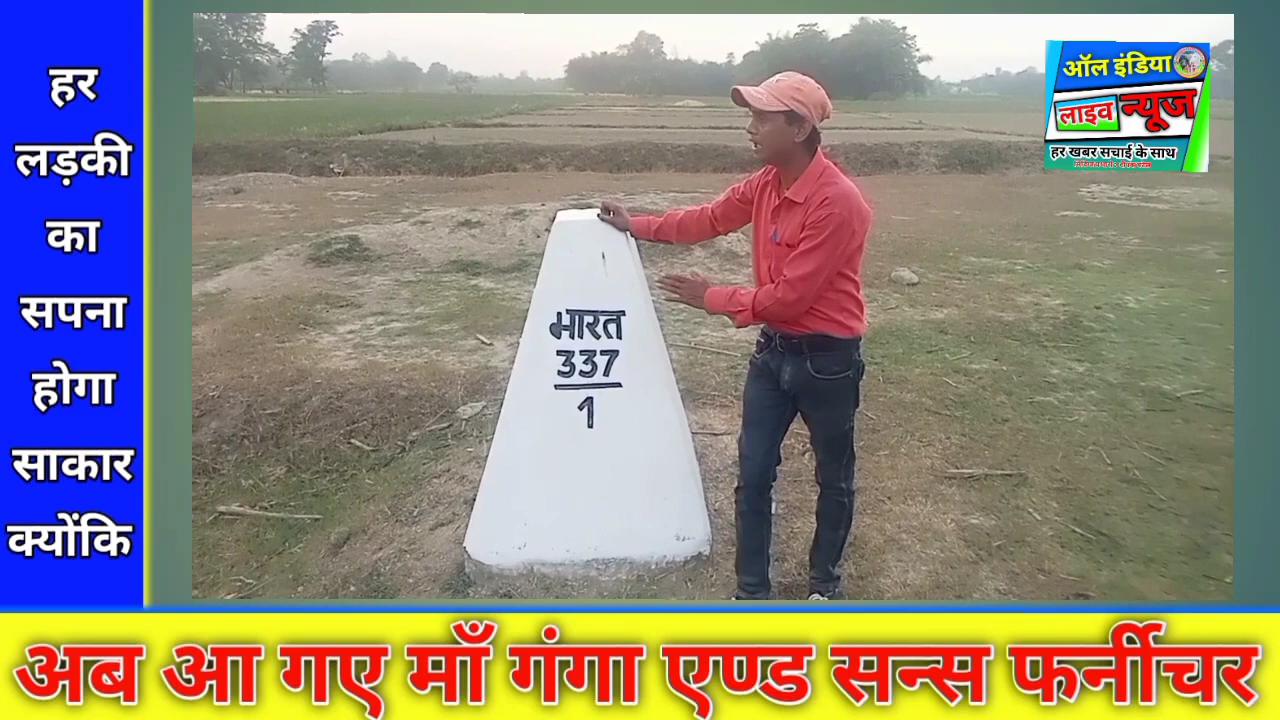 हर
लड़की
का
सपना
होगा
साकार
क्योंकि
ऑल इंडिया
लाइव न्यूज
हर खबर सचाई के साथ
भारत
337
1
अब आ गए माँ गंगा एण्ड सन्स फर्नीचर